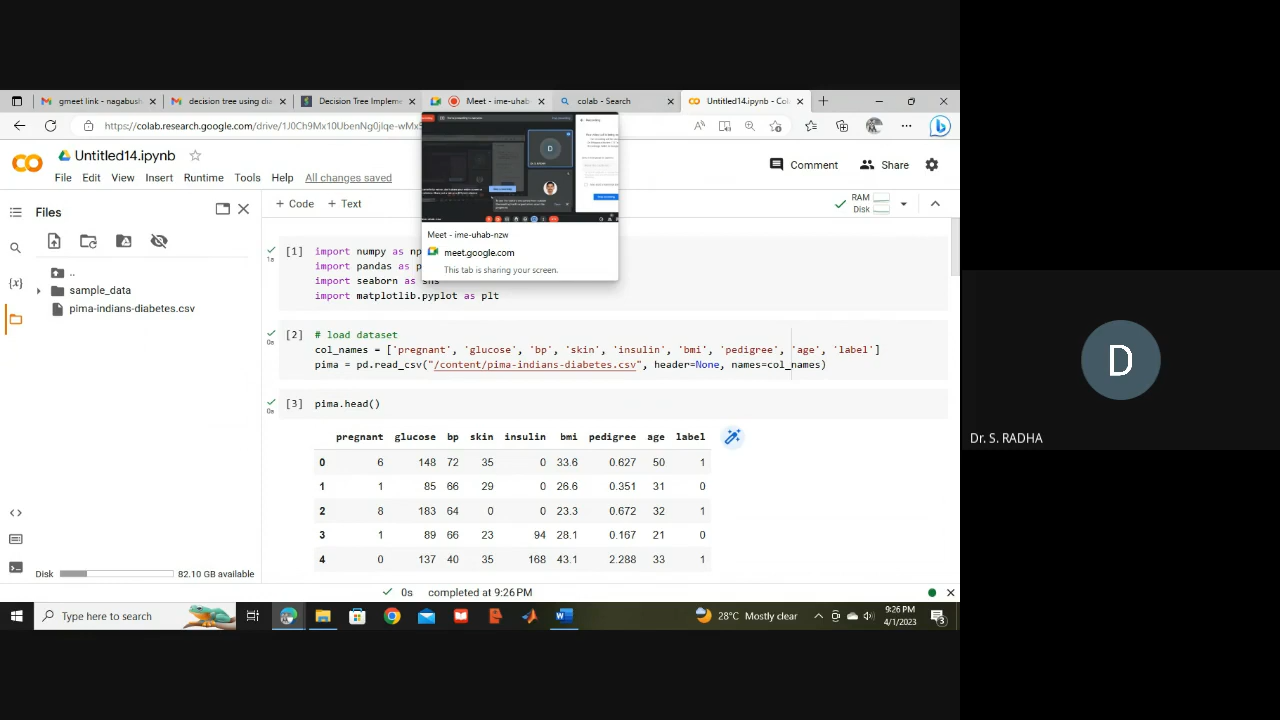 gmeet link - nagabush
decision tree using dia
Decision Tree Impleme
Meet - ime-uhab
colab - Search
Untitled14.ipynb - Col
https://colab.research.google.com/drive/1J0Ch9Mx10UbenNg0jlqe-wMxS
Untitled14.ipynb
Comment
Share
File Edit View Insert Runtime Tools Help All changes saved
Files
+ Code + Text
RAM
Disk
..
sample_data
pima-indians-diabetes.csv
Meet - ime-uhab-nzw
meet.google.com
This tab is sharing your screen.
[1] import numpy as np
import pandas as p
import seaborn as sns
import matplotlib.pyplot as plt
1s
[2] # load dataset
col_names = ['pregnant', 'glucose', 'bp', 'skin', 'insulin', 'bmi', 'pedigree', 'age', 'label']
pima = pd.read_csv("/content/pima-indians-diabetes.csv", header=None, names=col_names)
0s
[3] pima.head()
0s
pregnant glucose bp skin insulin bmi pedigree age label
0 6 148 72 35 0 33.6 0.627 50 1
1 1 85 66 29 0 26.6 0.351 31 0
2 8 183 64 0 0 23.3 0.672 32 1
3 1 89 66 23 94 28.1 0.167 21 0
4 0 137 40 35 168 43.1 2.288 33 1
Disk 82.10 GB available
0s completed at 9:26 PM
Type here to search
28°C Mostly clear
9:26 PM
4/1/2023
3
D
Dr. S. RADHA